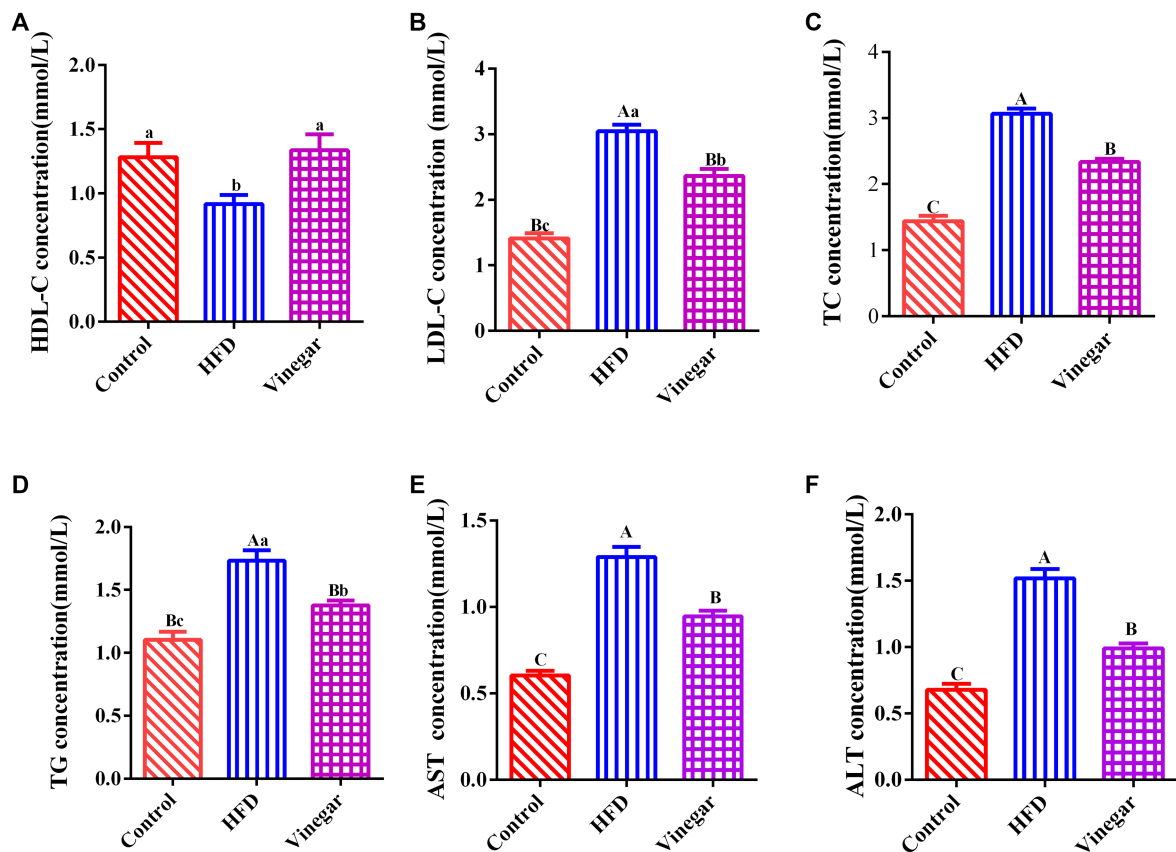 A
HDL-C concentration(mmol/L)
2.0
1.5
1.0
0.5
0.0
a
b
a
Control
HFD
Vinegar
B
LDL-C concentration (mmol/L)
4
3
2
1
0
Bc
Aa
Bb
Control
HFD
Vinegar
C
TC concentration(mmol/L)
4
3
2
1
0
C
A
B
Control
HFD
Vinegar
D
TG concentration(mmol/L)
2.0
1.5
1.0
0.5
0.0
Bc
Aa
Bb
Control
HFD
Vinegar
E
AST concentration(mmol/L)
1.5
1.0
0.5
0.0
C
A
B
Control
HFD
Vinegar
F
ALT concentration(mmol/L)
2.0
1.5
1.0
0.5
0.0
C
A
B
Control
HFD
Vinegar